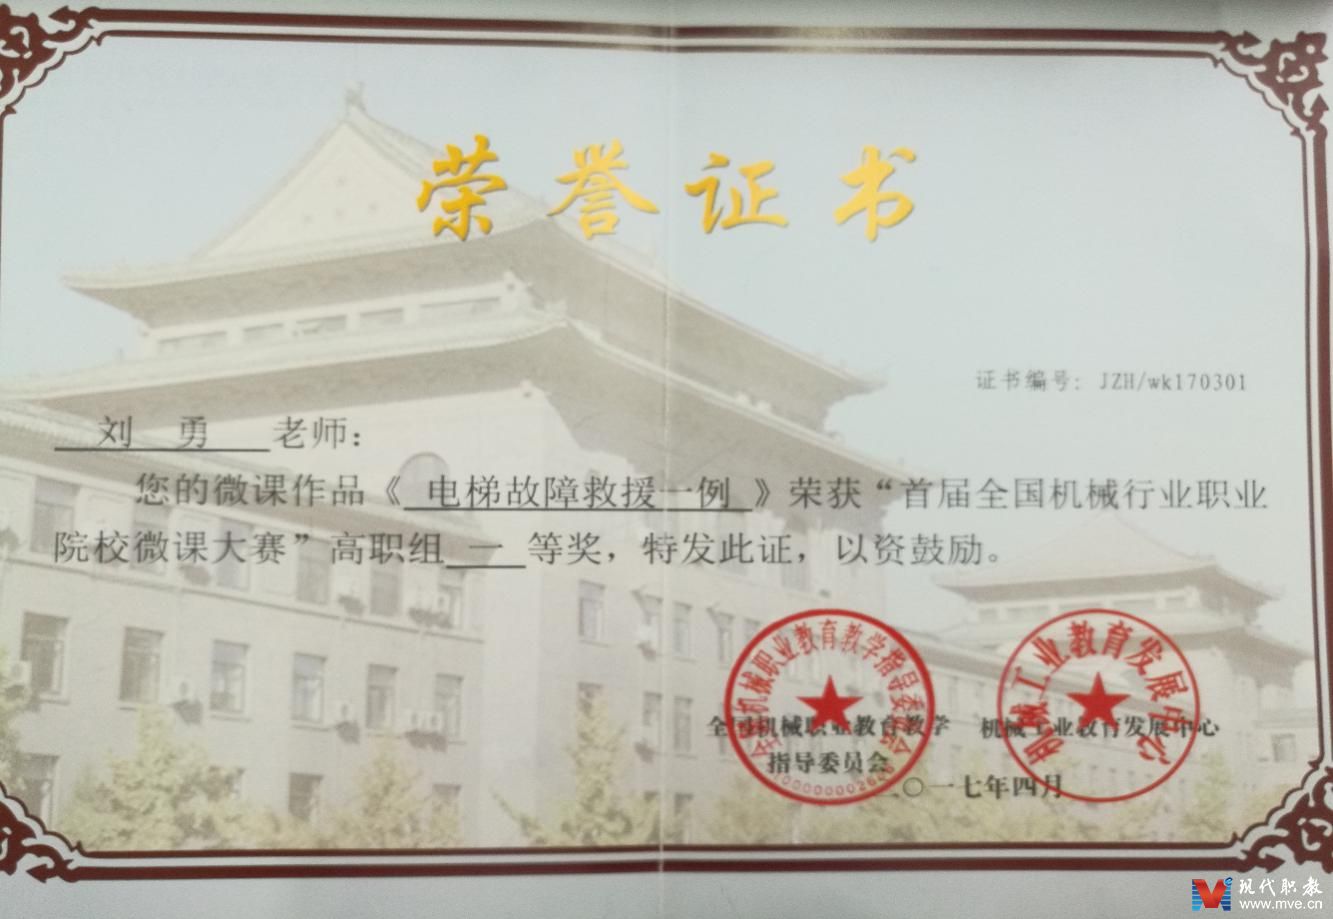 荣誉证书
证书编号：JZH/wk170301
刘 勇 老师：
您的微课作品《 电梯故障救援一例 》荣获“首届全国机械行业职业
院校微课大赛”高职组 一 等奖，特发此证，以资鼓励。
全国机械职业教育教学指导委员会
机械工业教育发展中心
全国机械职业教育教学 机械工业教育发展中心
指导委员会
二〇一七年四月
现代职教
www.mve.cn